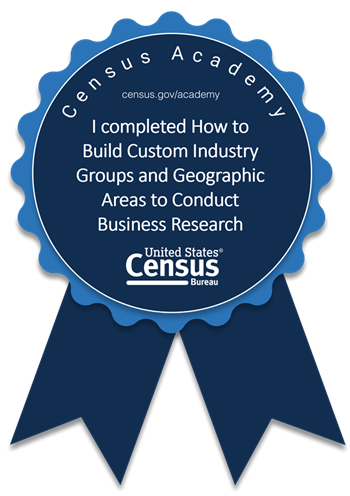 Census Academy
census.gov/academy
I completed How to
Build Custom Industry
Groups and Geographic
Areas to Conduct
Business Research
United States®
Census
Bureau